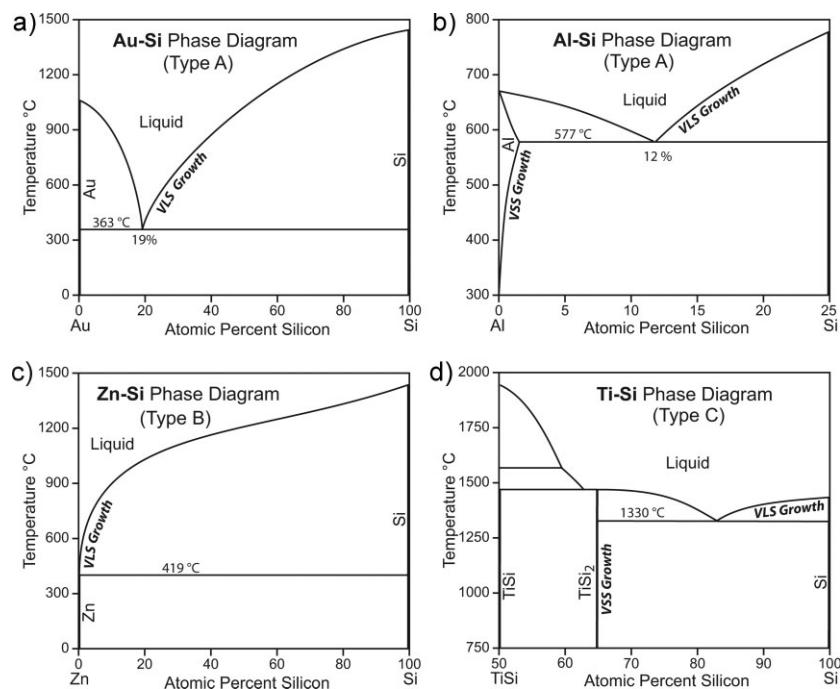 a)
Au-Si Phase Diagram
(Type A)
Temperature °C
1500
1200
900
600
300
0
Liquid
Au
VLS Growth
Si
363 °C
19%
0 20 40 60 80 100
Au Atomic Percent Silicon Si
b)
Al-Si Phase Diagram
(Type A)
Temperature °C
800
700
600
500
400
300
Liquid
577 °C
VLS Growth
Al
12 %
VSS Growth
0 5 10 15 20 25
Al Atomic Percent Silicon Si
c)
Zn-Si Phase Diagram
(Type B)
Temperature °C
1500
1200
900
600
300
0
Liquid
VLS Growth
Si
419 °C
Zn
0 20 40 60 80 100
Zn Atomic Percent Silicon Si
d)
Ti-Si Phase Diagram
(Type C)
Temperature °C
2000
1750
1500
1250
1000
750
Liquid
1330 °C
VLS Growth
TiSi
TiSi2
VSS Growth
Si
50 60 70 80 90 100
TiSi Atomic Percent Silicon Si